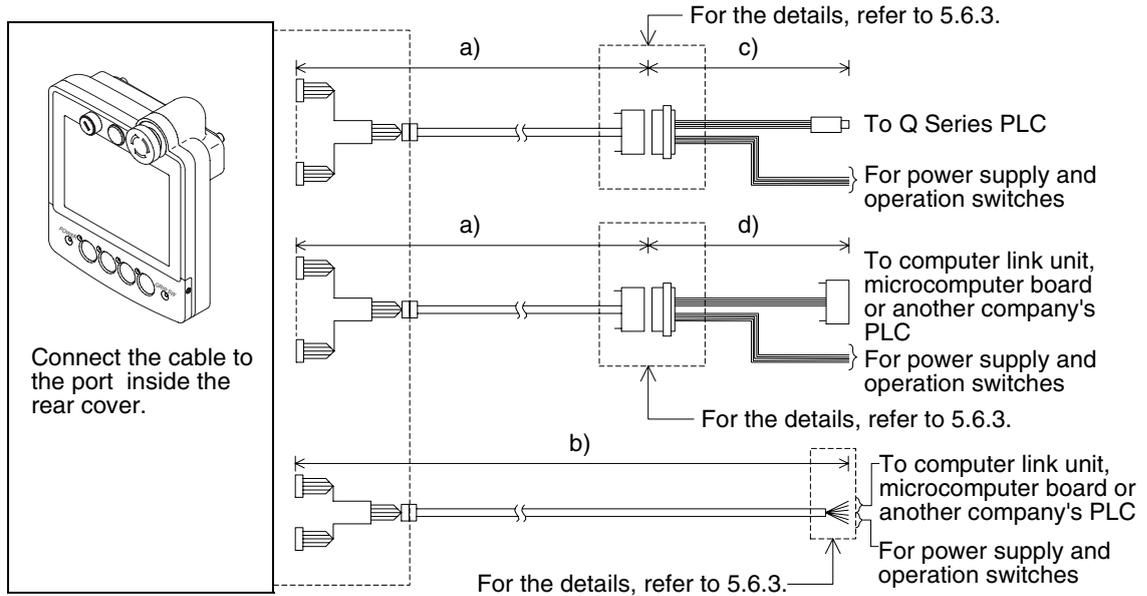 For the details, refer to 5.6.3.
a)
c)
To Q Series PLC
For power supply and
operation switches
a)
d)
To computer link unit,
microcomputer board
or another company's
PLC
For power supply and
operation switches
For the details, refer to 5.6.3.
Connect the cable to
the port inside the
rear cover.
POWER
b)
To computer link unit,
microcomputer board or
another company's PLC
For power supply and
operation switches
For the details, refer to 5.6.3.